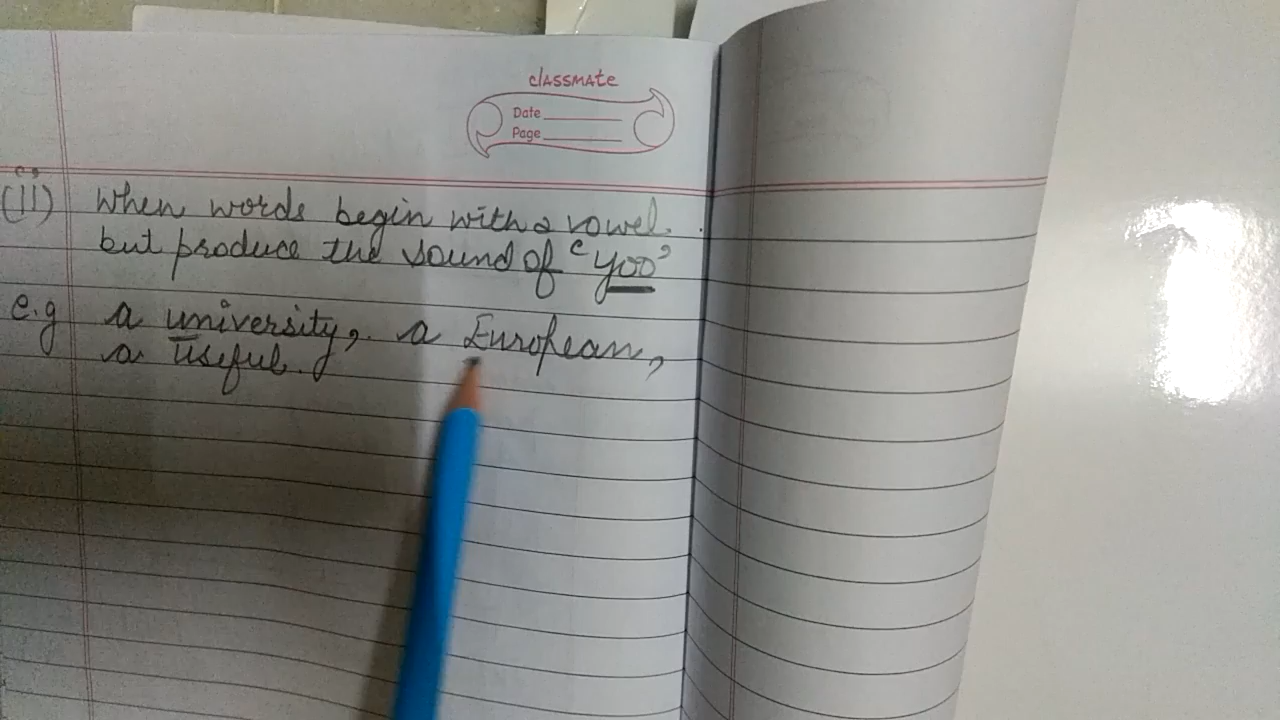 classmate
Date
Page
(ii) When words begin with a vowel.
but produce the sound of 'yoo'
e.g a university, a European,
a useful.